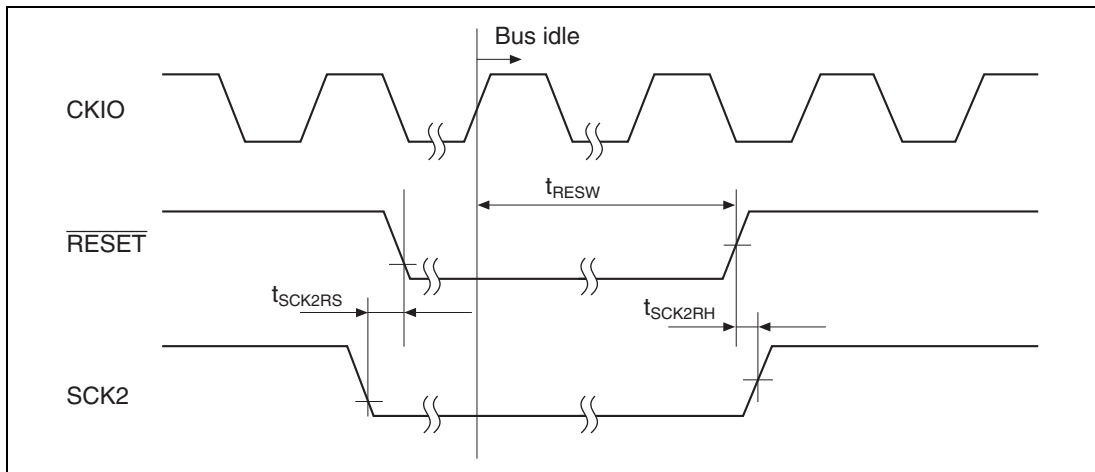 Bus idle
CKIO
tRESW
RESET
tSCK2RS
tSCK2RH
SCK2